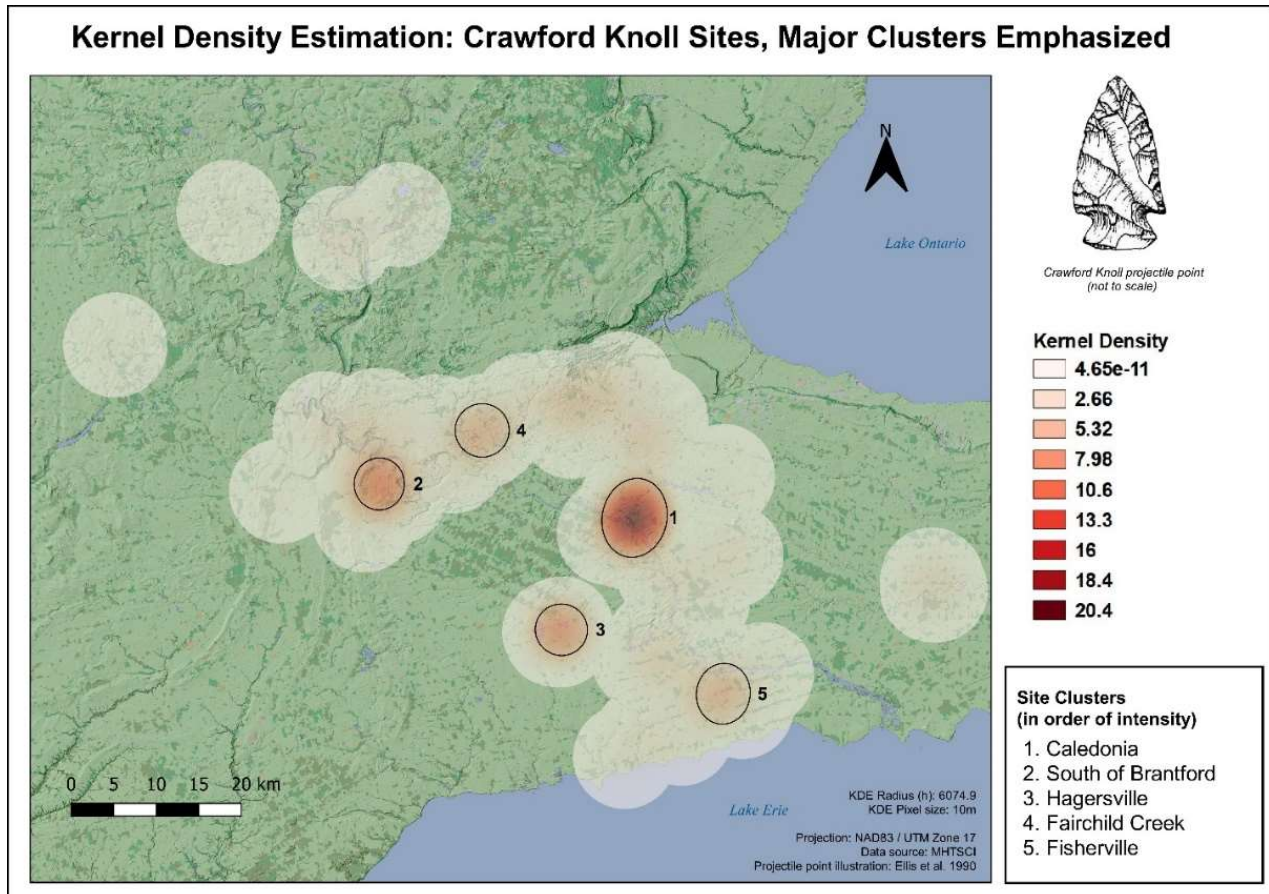 Kernel Density Estimation: Crawford Knoll Sites, Major Clusters Emphasized
N
Lake Ontario
Crawford Knoll projectile point
(not to scale)
Kernel Density
4.65e-11
2.66
5.32
7.98
10.6
13.3
16
18.4
20.4
4
2
1
3
5
0 5 10 15 20 km
Lake Erie
KDE Radius (h): 6074.9
KDE Pixel size: 10m
Projection: NAD83 / UTM Zone 17
Data source: MHTSCI
Projectile point illustration: Ellis et al. 1990
Site Clusters
(in order of intensity)
1. Caledonia
2. South of Brantford
3. Hagersville
4. Fairchild Creek
5. Fisherville